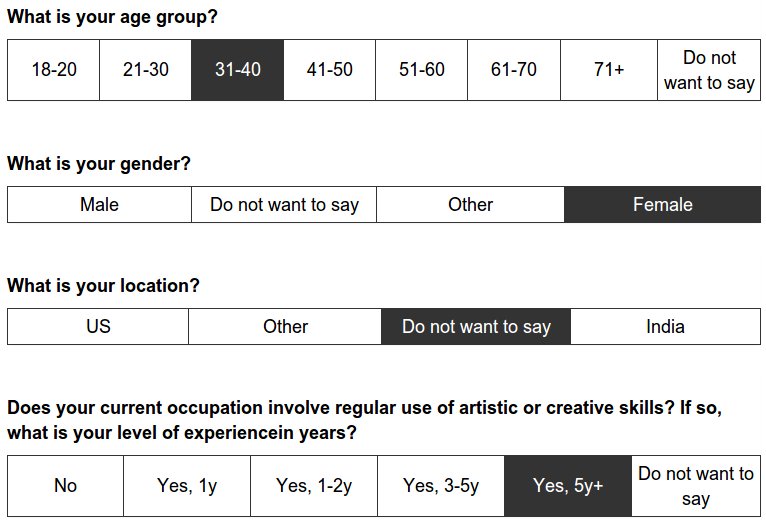 What is your age group?
18-20 21-30 31-40 41-50 51-60 61-70 71+ Do not want to say
What is your gender?
Male Do not want to say Other Female
What is your location?
US Other Do not want to say India
Does your current occupation involve regular use of artistic or creative skills? If so,
what is your level of experiencein years?
No Yes, 1y Yes, 1-2y Yes, 3-5y Yes, 5y+ Do not want to say